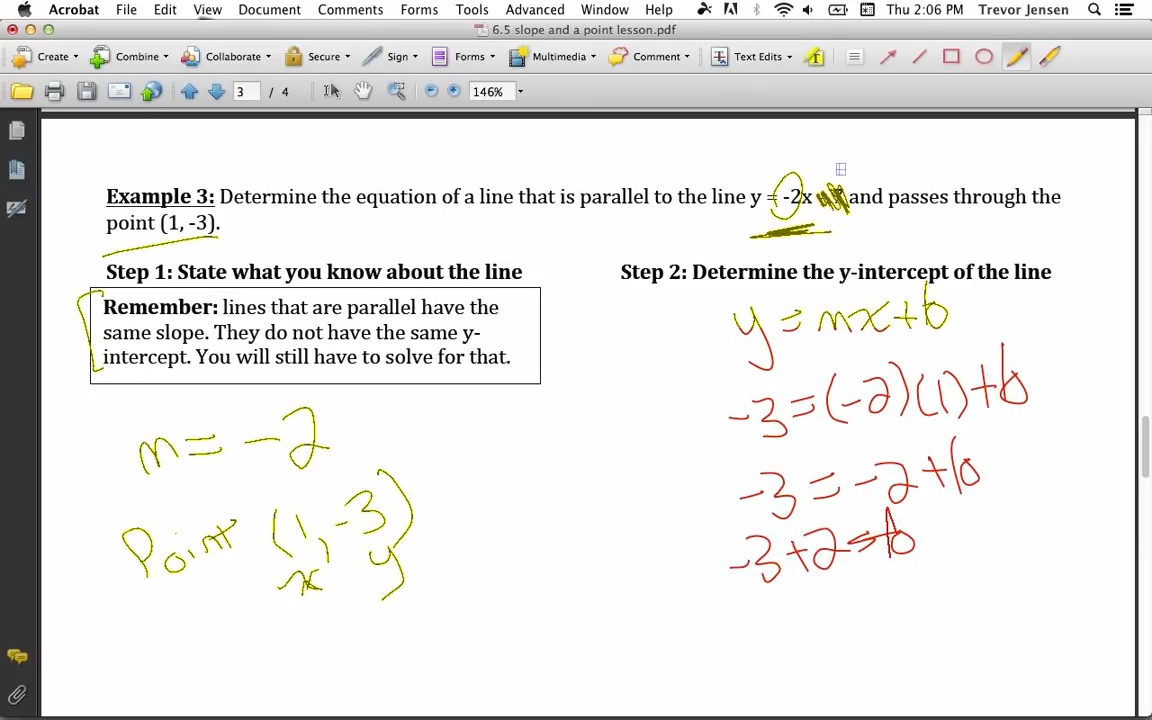 Acrobat File Edit View Document Comments Forms Tools Advanced Window Help Thu 2:06 PM Trevor Jensen
6.5 slope and a point lesson.pdf
Create Combine Collaborate Secure Sign Forms Multimedia Comment Text Edits
3 / 4 146%
Example 3: Determine the equation of a line that is parallel to the line y = -2x and passes through the
point (1, -3).
Step 1: State what you know about the line
Remember: lines that are parallel have the
same slope. They do not have the same y-
intercept. You will still have to solve for that.
m = -2
Point (1, -3)
x y
Step 2: Determine the y-intercept of the line
y = mx + b
-3 = (-2)(1) + b
-3 = -2 + b
-3 + 2 = b